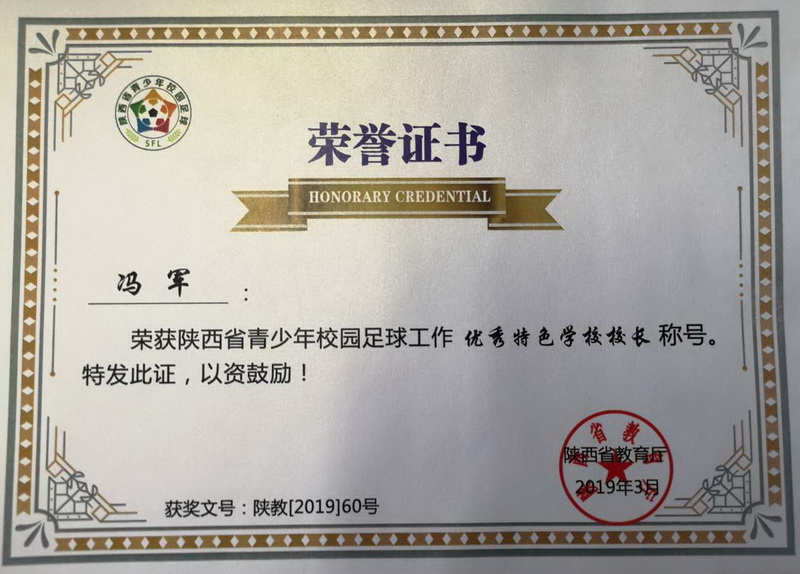 陕西省青少年校园足球
SFL
荣誉证书
HONORARY CREDENTIAL
冯军：
荣获陕西省青少年校园足球工作 优秀特色学校校长 称号。
特发此证，以资鼓励！
陕西省教育厅
2019年3月
获奖文号：陕教[2019]60号